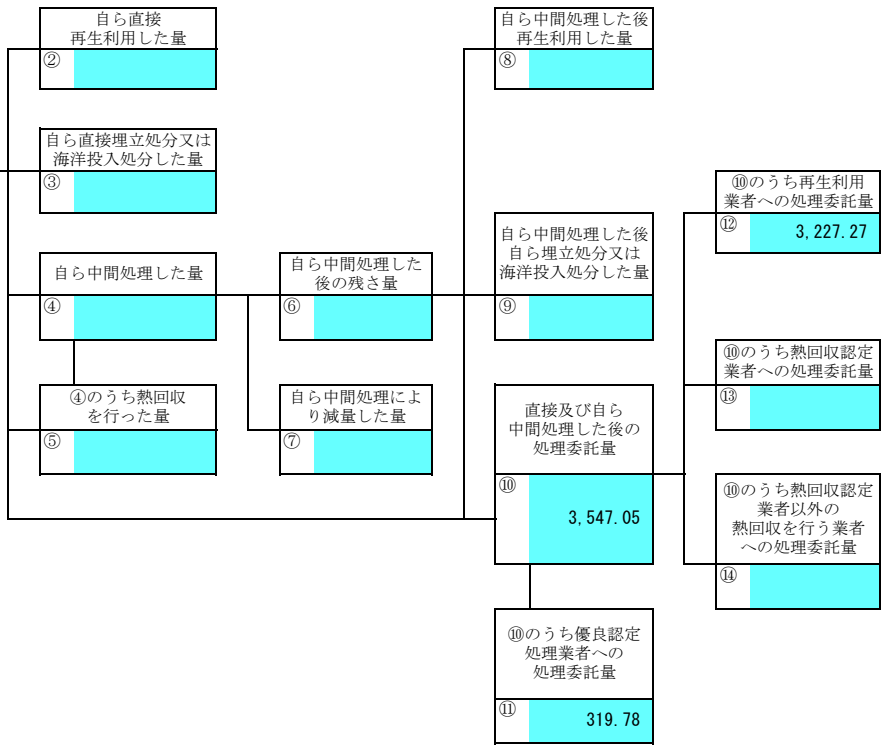 自ら直接
再生利用した量
②
自ら中間処理した後
再生利用した量
⑧
自ら直接埋立処分又は
海洋投入処分した量
③
⑩のうち再生利用
業者への処理委託量
⑫ 3,227.27
自ら中間処理した量
④
自ら中間処理した
後の残さ量
⑥
自ら中間処理した後
自ら埋立処分又は
海洋投入処分した量
⑨
⑩のうち熱回収認定
業者への処理委託量
⑬
④のうち熱回収
を行った量
⑤
自ら中間処理によ
り減量した量
⑦
直接及び自ら
中間処理した後の
処理委託量
⑩ 3,547.05
⑩のうち熱回収認定
業者以外の
熱回収を行う業者
への処理委託量
⑭
⑩のうち優良認定
処理業者への
処理委託量
⑪ 319.78